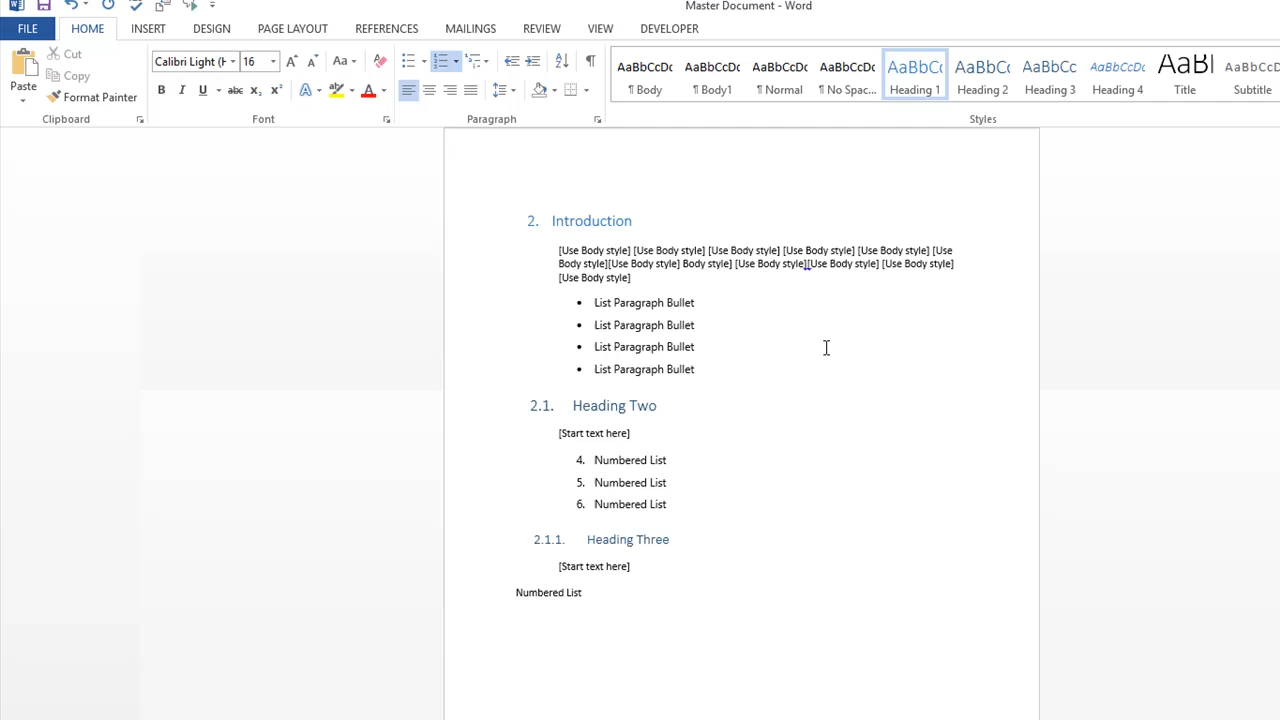 Master Document - Word
FILE HOME INSERT DESIGN PAGE LAYOUT REFERENCES MAILINGS REVIEW VIEW DEVELOPER
Paste
Cut
Copy
Format Painter
Clipboard
Calibri Light (H 16
Aa
B I U abc X₂ X² A A
Font
Paragraph
AaBbCcDc AaBbCcDc AaBbCcDc AaBbCcDc AaBbCc AaBbCc AaBbCc AaBbCcDc AaBl AaBbCcD
¶ Body ¶ Body1 ¶ Normal ¶ No Spac... Heading 1 Heading 2 Heading 3 Heading 4 Title Subtitle
Styles
2. Introduction
[Use Body style] [Use Body style] [Use Body style] [Use Body style] [Use Body style] [Use
Body style][Use Body style] Body style] [Use Body style][Use Body style] [Use Body style]
[Use Body style]
• List Paragraph Bullet
• List Paragraph Bullet
• List Paragraph Bullet
• List Paragraph Bullet
2.1. Heading Two
[Start text here]
4. Numbered List
5. Numbered List
6. Numbered List
2.1.1. Heading Three
[Start text here]
Numbered List